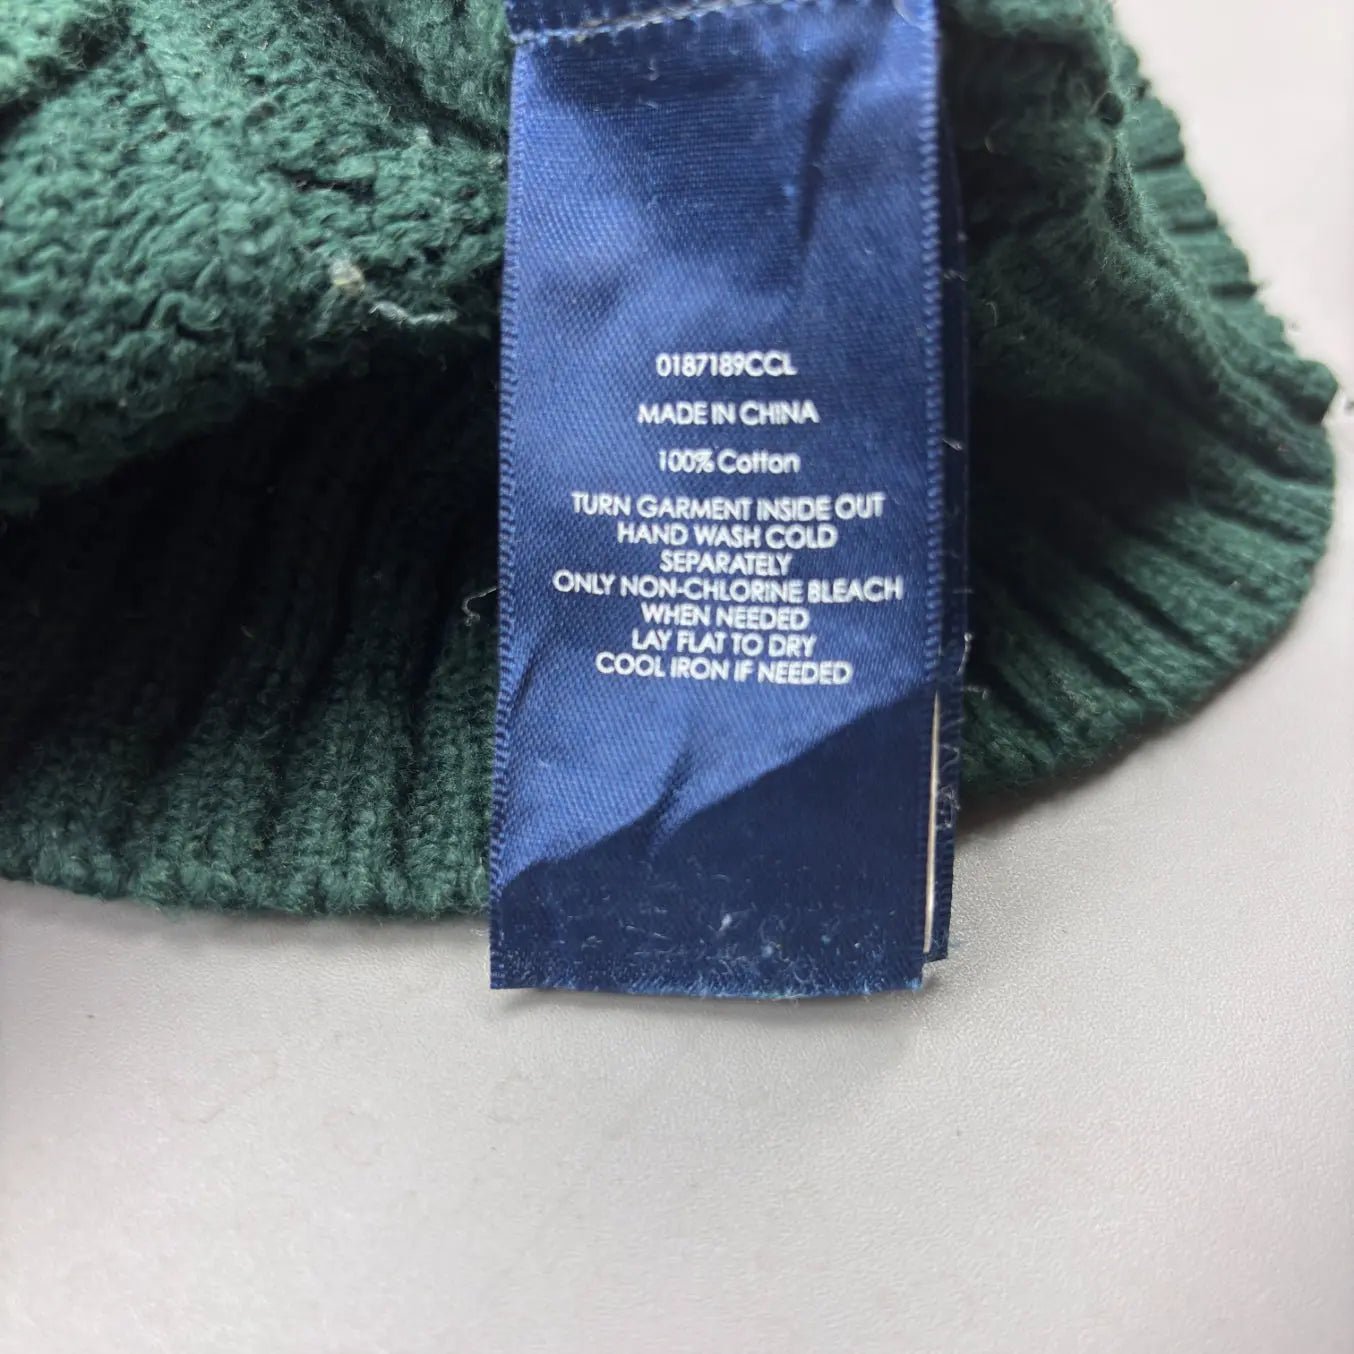 0187189CCL
MADE IN CHINA
100% Cotton
TURN GARMENT INSIDE OUT
HAND WASH COLD
SEPARATELY
ONLY NON-CHLORINE BLEACH
WHEN NEEDED
LAY FLAT TO DRY
COOL IRON IF NEEDED